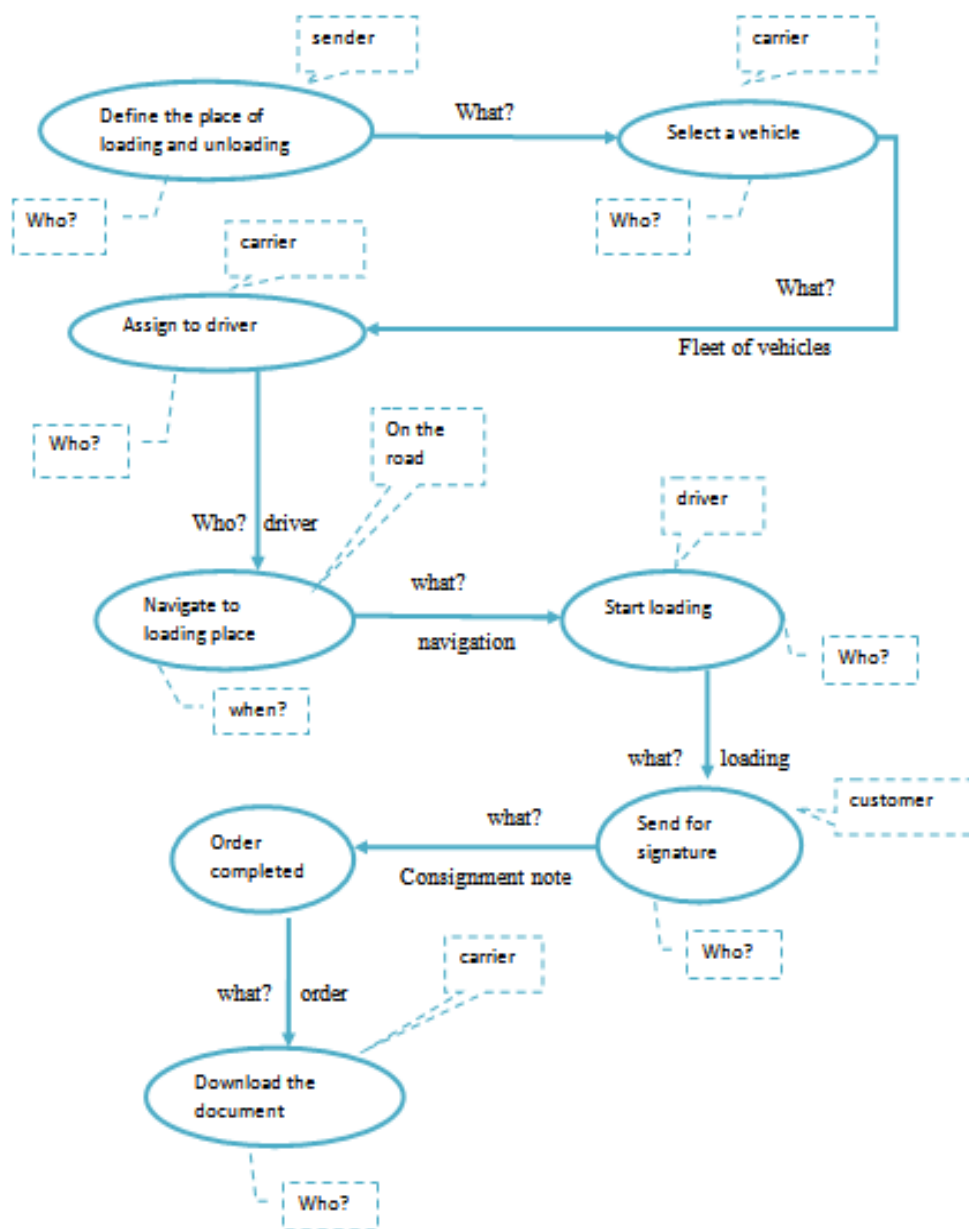 sender
carrier
Define the place of
loading and unloading
What?
Select a vehicle
Who?
Who?
carrier
What?
Assign to driver
Fleet of vehicles
Who?
On the
road
driver
Who? driver
what?
Navigate to
loading place
Start loading
navigation
Who?
when?
what? loading
customer
what?
Send for
signature
Order
completed
Consignment note
Who?
carrier
what? order
Download the
document
Who?